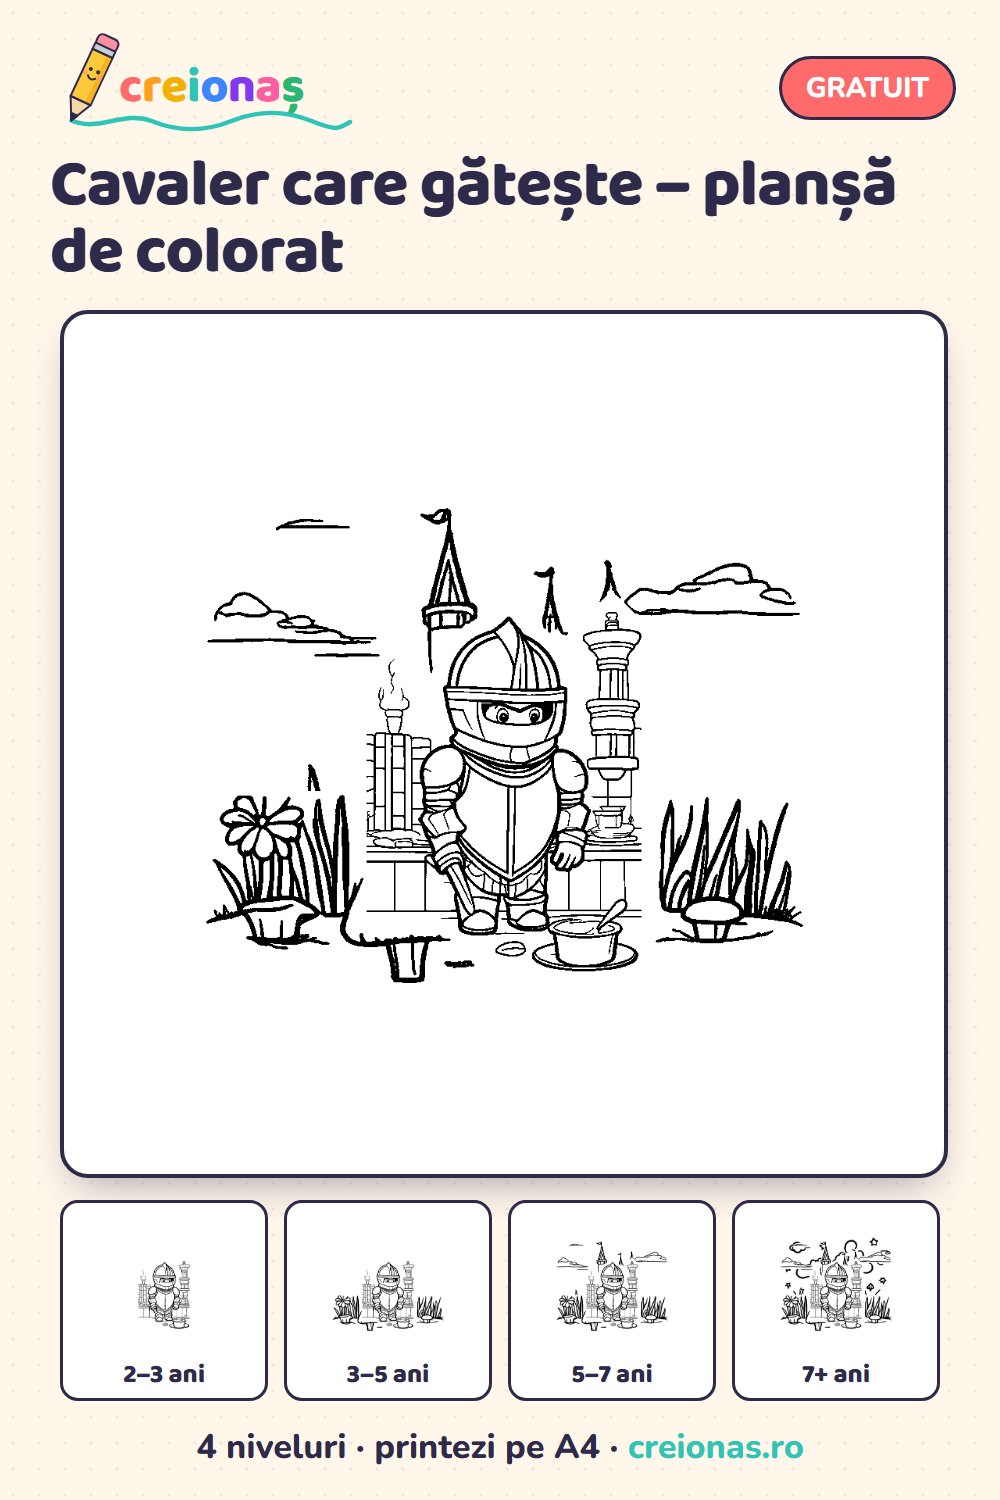 creionaș
GRATUIT
Cavaler care gătește – planșă
de colorat
2–3 ani
3–5 ani
5–7 ani
7+ ani
4 niveluri · printezi pe A4 · creionas.ro